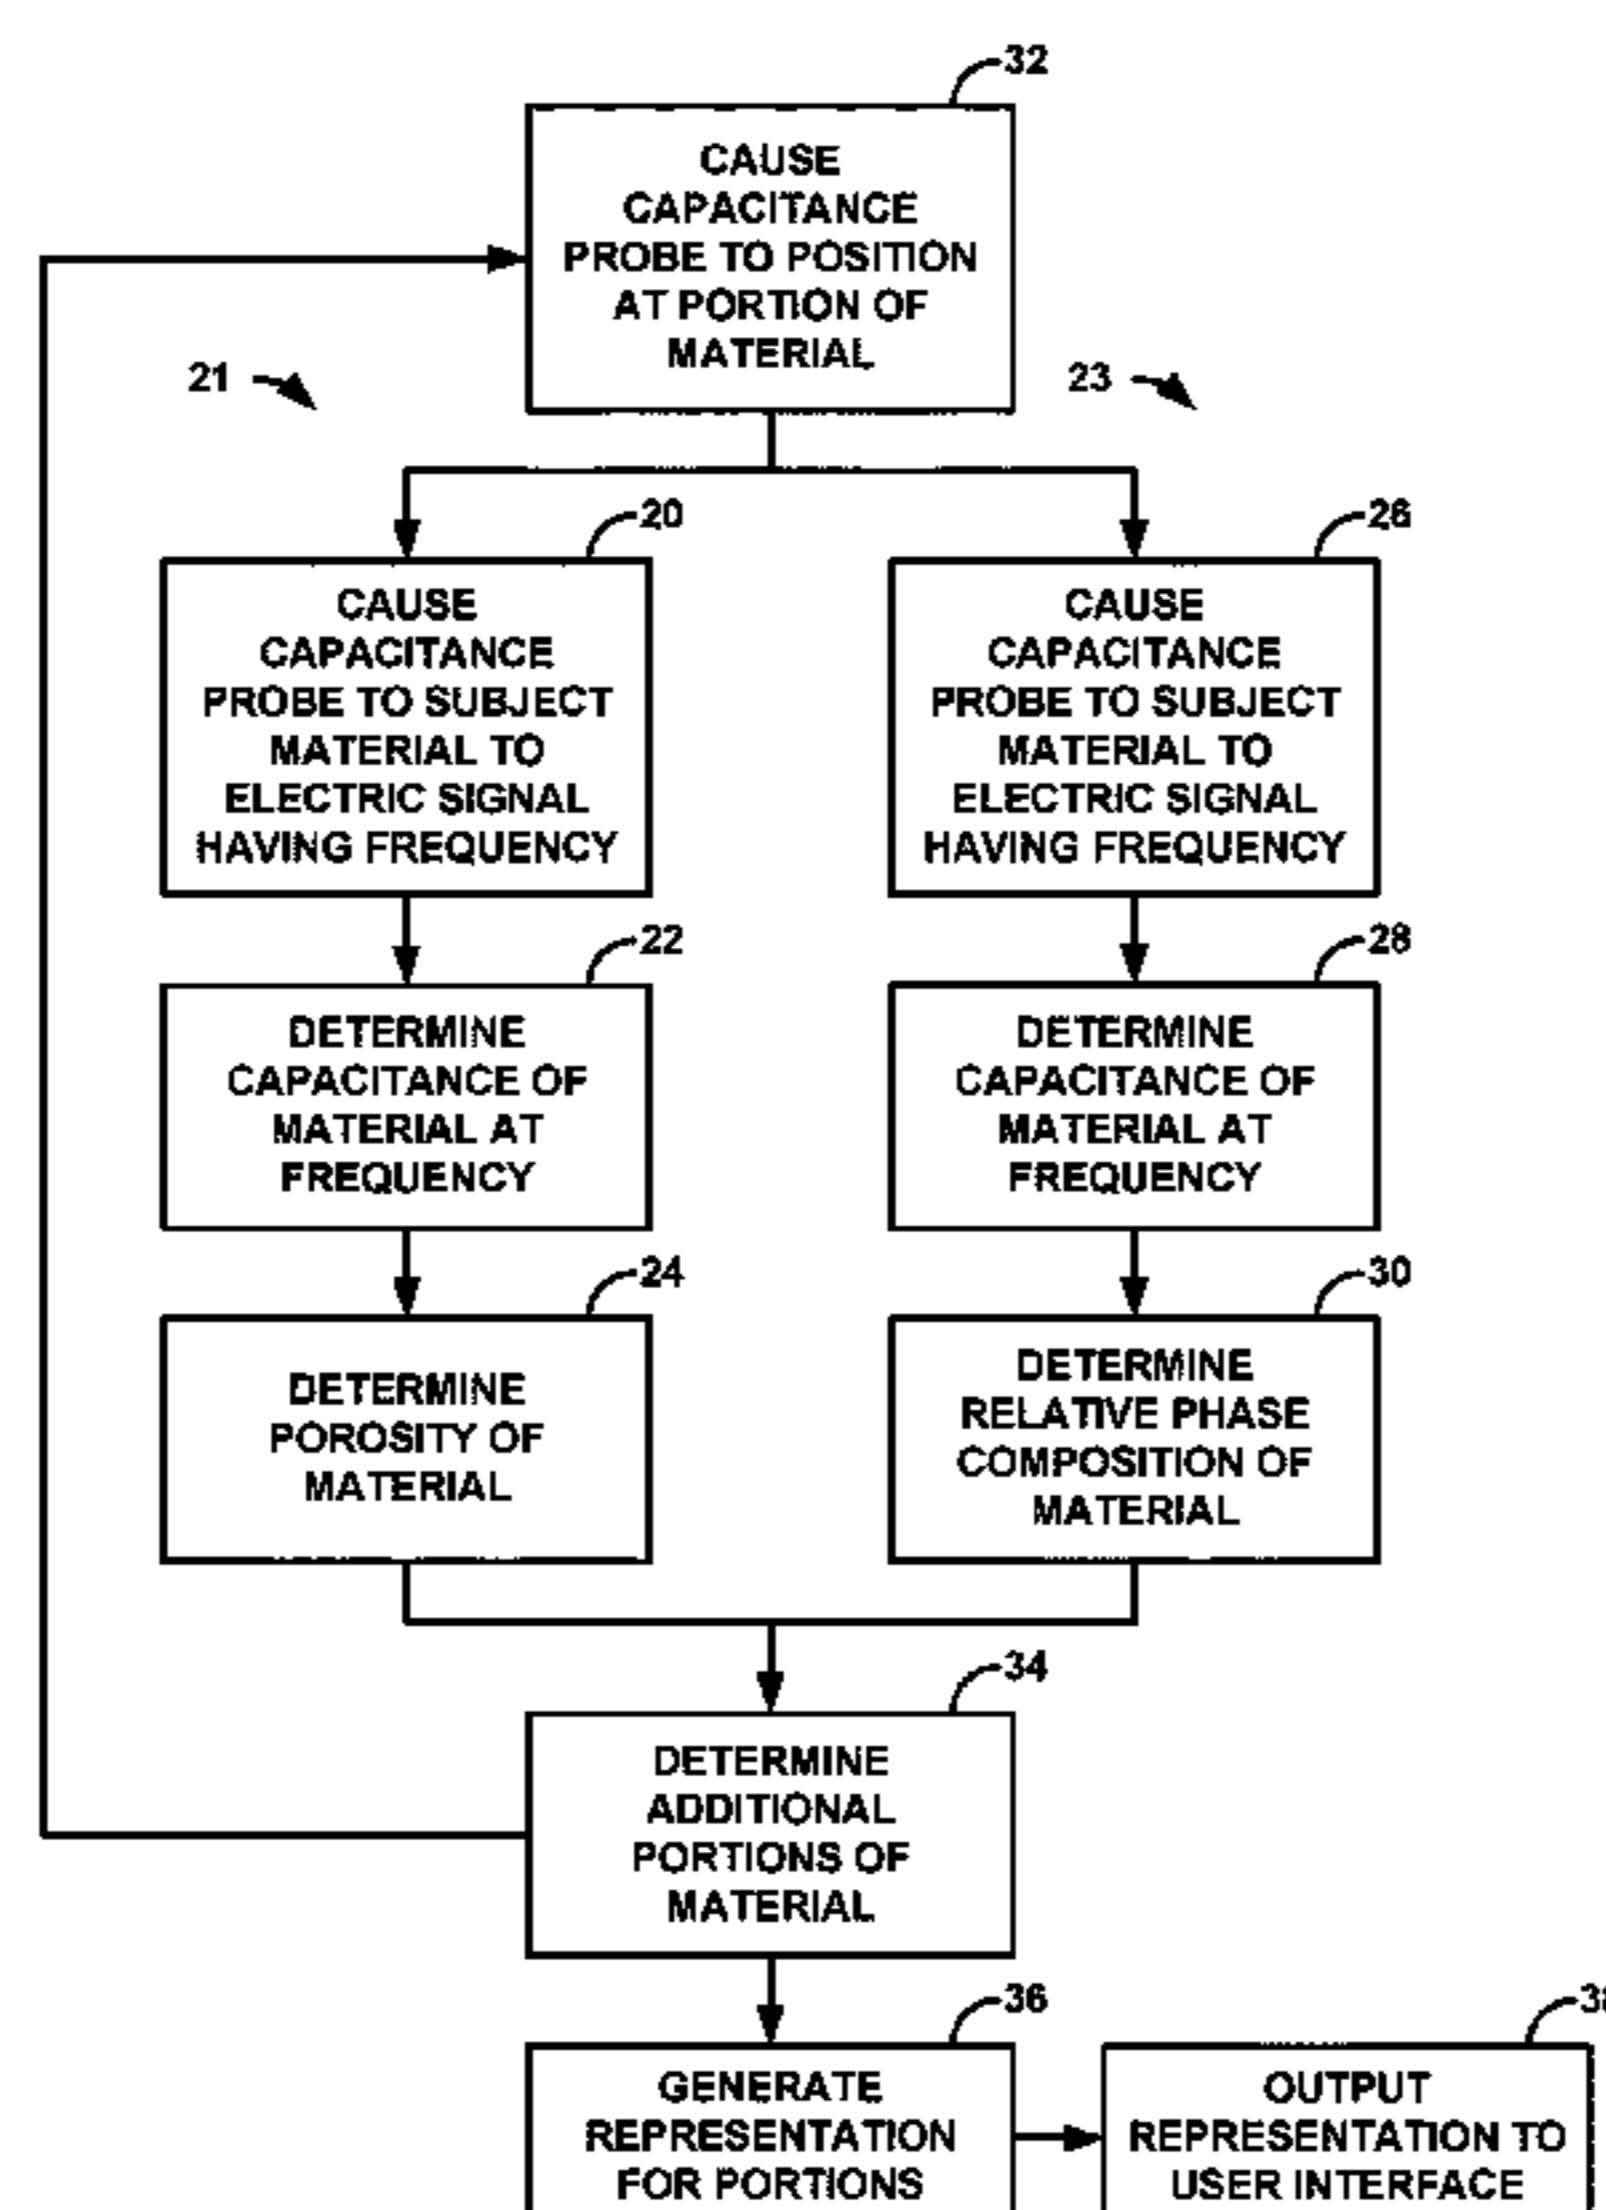 32
CAUSE
CAPACITANCE
PROBE TO POSITION
AT PORTION OF
MATERIAL
21
23
20
CAUSE
CAPACITANCE
PROBE TO SUBJECT
MATERIAL TO
ELECTRIC SIGNAL
HAVING FREQUENCY
26
CAUSE
CAPACITANCE
PROBE TO SUBJECT
MATERIAL TO
ELECTRIC SIGNAL
HAVING FREQUENCY
22
DETERMINE
CAPACITANCE OF
MATERIAL AT
FREQUENCY
28
DETERMINE
CAPACITANCE OF
MATERIAL AT
FREQUENCY
24
DETERMINE
POROSITY OF
MATERIAL
30
DETERMINE
RELATIVE PHASE
COMPOSITION OF
MATERIAL
34
DETERMINE
ADDITIONAL
PORTIONS OF
MATERIAL
36
GENERATE
REPRESENTATION
FOR PORTIONS
OUTPUT
REPRESENTATION TO
USER INTERFACE